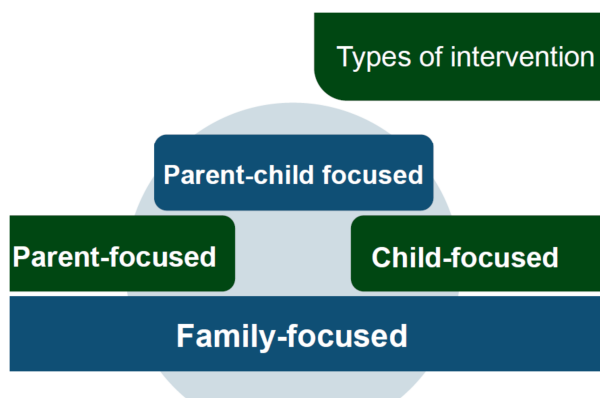 Types of intervention
Parent-child focused
Parent-focused
Child-focused
Family-focused